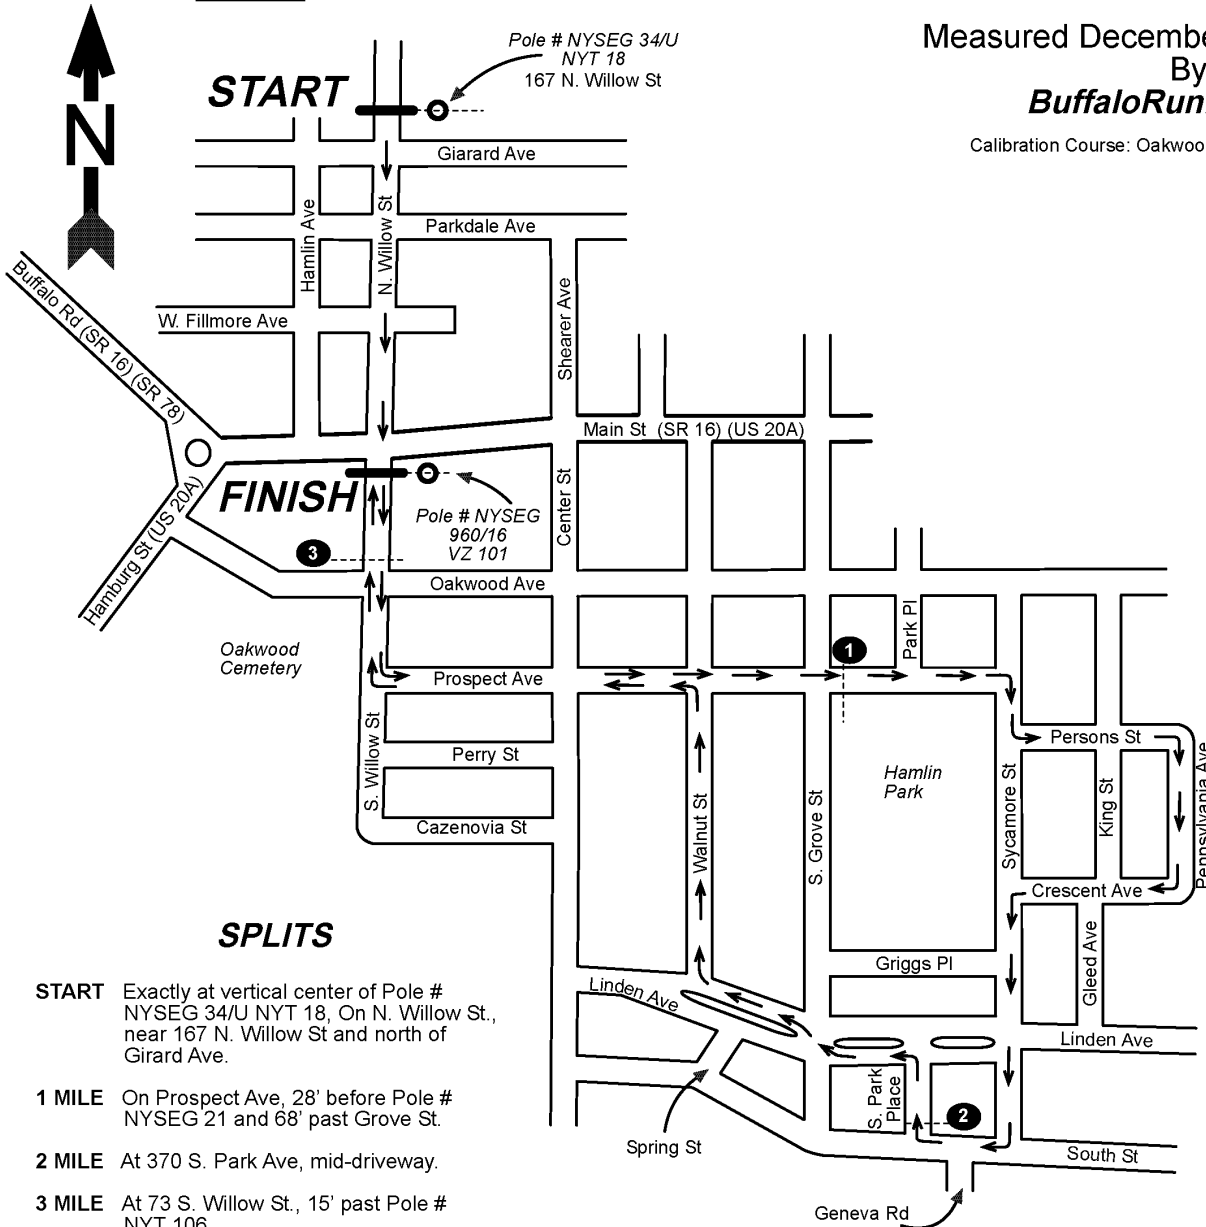 Pole # NYSEG 34/U
NYT 18
167 N. Willow St
START
N
Measured Decembe
By
BuffaloRun
Calibration Course: Oakwoo
Giarard Ave
Parkdale Ave
Hamlin Ave
N. Willow St
Shearer Ave
W. Fillmore Ave
Buffalo Rd (SR 16) (SR 78)
Main St (SR 16) (US 20A)
FINISH
Pole # NYSEG
960/16
VZ 101
Center St
Hamburg St (US 20A)
3
Oakwood Ave
Oakwood
Cemetery
Park Pl
1
Prospect Ave
S. Willow St
Perry St
Cazenovia St
Walnut St
S. Grove St
Hamlin
Park
Sycamore St
Persons St
King St
Pennsylvania Ave
Crescent Ave
Gleed Ave
Griggs Pl
Linden Ave
Linden Ave
S. Park
Place
2
South St
Spring St
Geneva Rd
SPLITS
START Exactly at vertical center of Pole #
NYSEG 34/U NYT 18, On N. Willow St.,
near 167 N. Willow St and north of
Girard Ave.
1 MILE On Prospect Ave, 28' before Pole #
NYSEG 21 and 68' past Grove St.
2 MILE At 370 S. Park Ave, mid-driveway.
3 MILE At 73 S. Willow St., 15' past Pole #
NYT 106